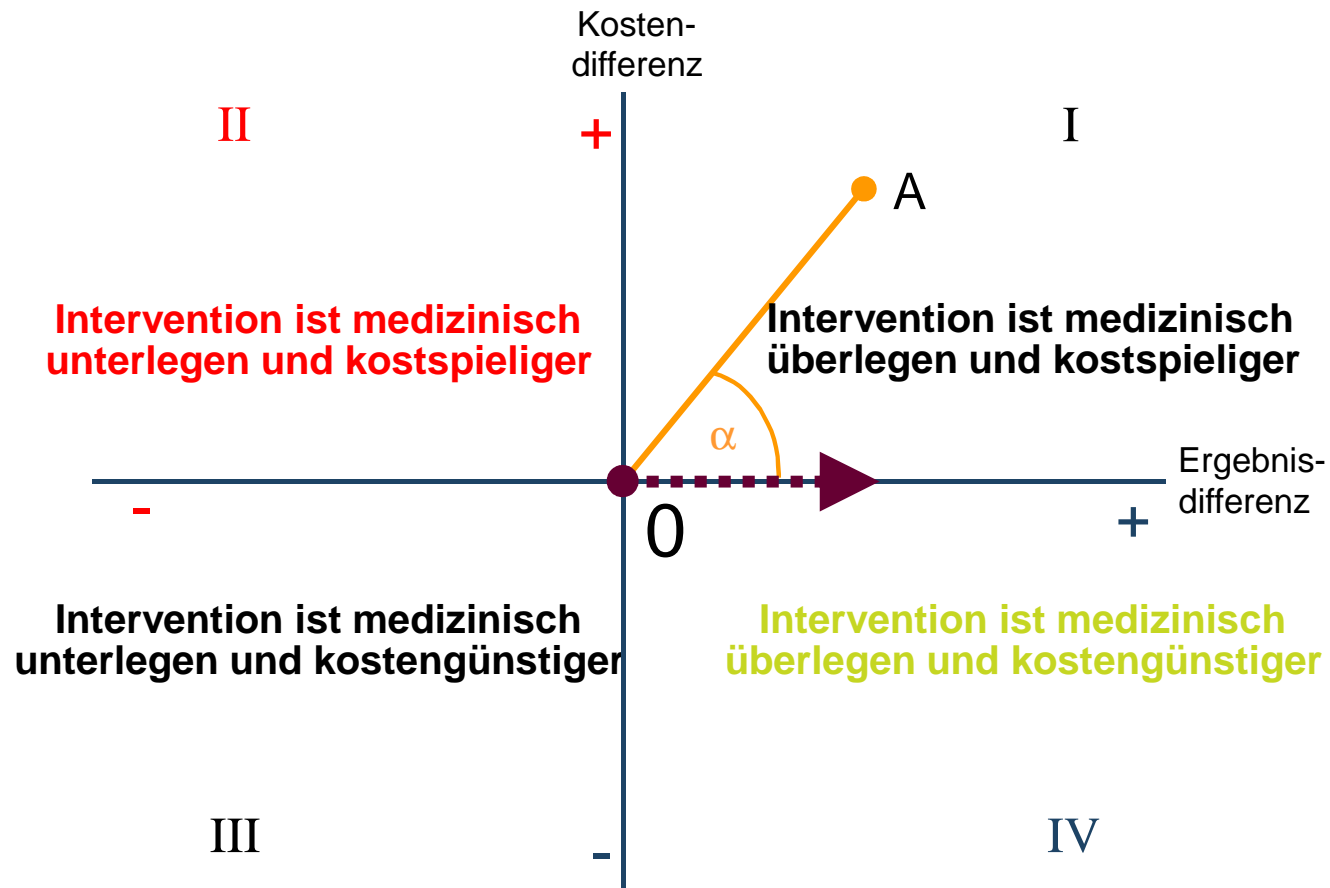 Kosten-
differenz
II
+
I
A
Intervention ist medizinisch
unterlegen und kostspieliger
Intervention ist medizinisch
überlegen und kostspieliger
α
Ergebnis-
differenz
-
0
+
Intervention ist medizinisch
unterlegen und kostengünstiger
Intervention ist medizinisch
überlegen und kostengünstiger
III
-
IV